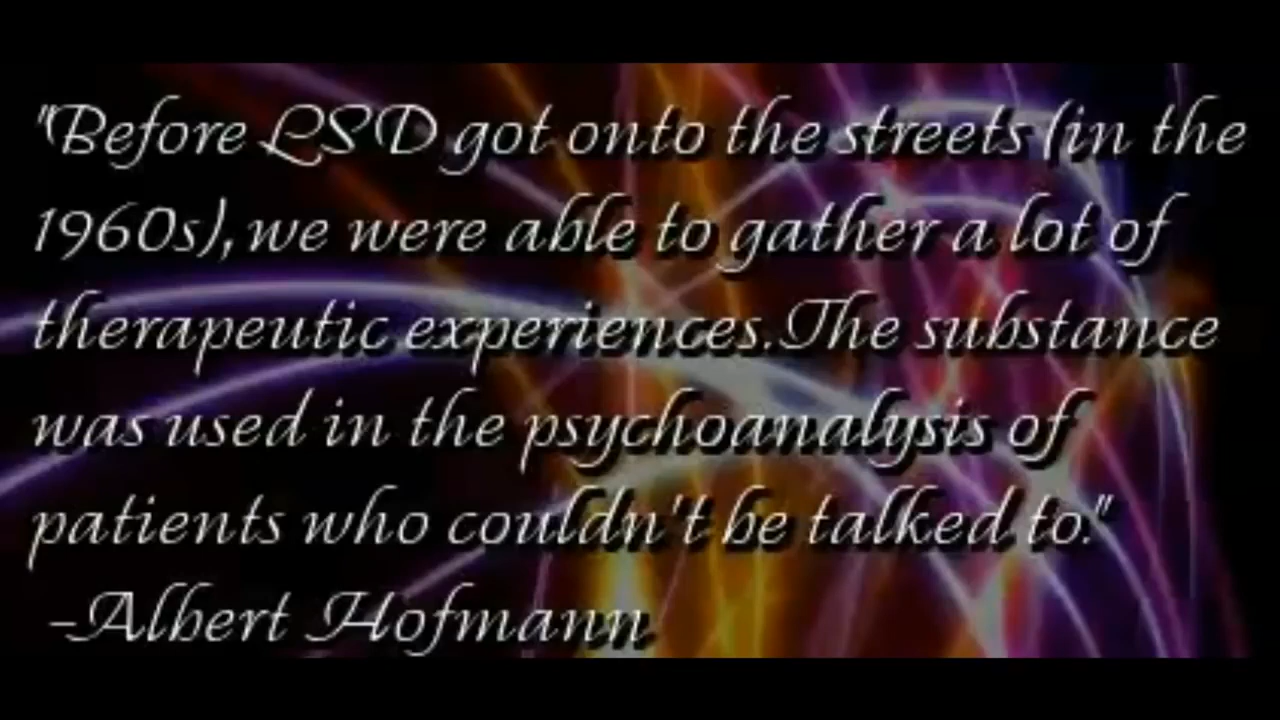 "Before LSD got onto the streets (in the
1960s), we were able to gather a lot of
therapeutic experiences.The substance
was used in the psychoanalysis of
patients who couldn't be talked to."
-Albert Hofmann